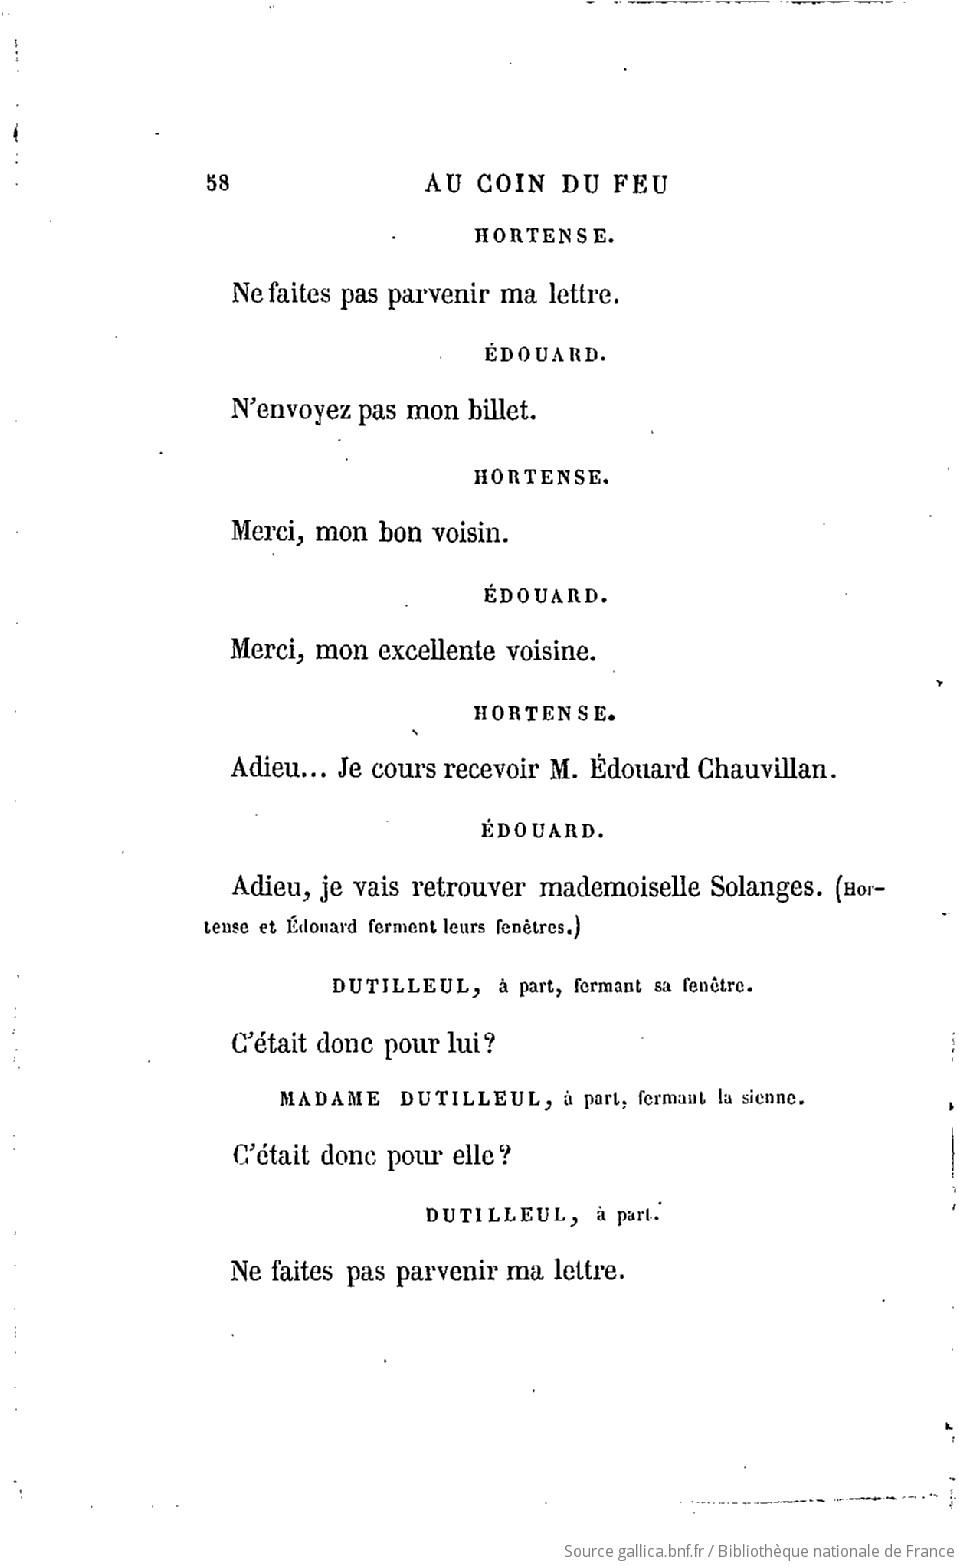 58 AU COIN DU FEU
HORTENSE.
Ne faites pas parvenir ma lettre.
ÉDOUARD.
N'envoyez pas mon billet.
HORTENSE.
Merci, mon bon voisin.
ÉDOUARD.
Merci, mon excellente voisine.
HORTENSE.
Adieu... Je cours recevoir M. Édouard Chauvillan.
ÉDOUARD.
Adieu, je vais retrouver mademoiselle Solanges. (Hor-
tense et Édouard ferment leurs fenêtres.)
DUTILLEUL, à part, fermant sa fenêtre.
C'était donc pour lui?
MADAME DUTILLEUL, à part, fermant la sienne.
C'était donc pour elle?
DUTILLEUL, à part.
Ne faites pas parvenir ma lettre.
Source gallica.bnf.fr / Bibliothèque nationale de France